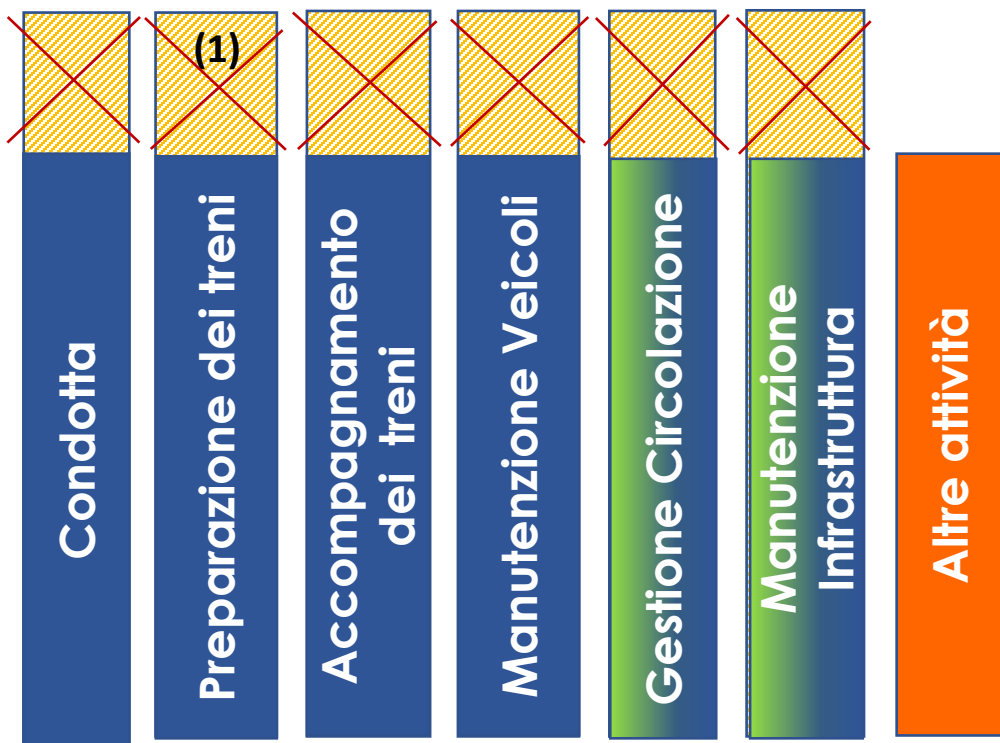 (1)
Condotta
Preparazione dei treni
Accompagnamento
dei treni
Manutenzione Veicoli
Gestione Circolazione
Manutenzione
Infrastruttura
Altre attività